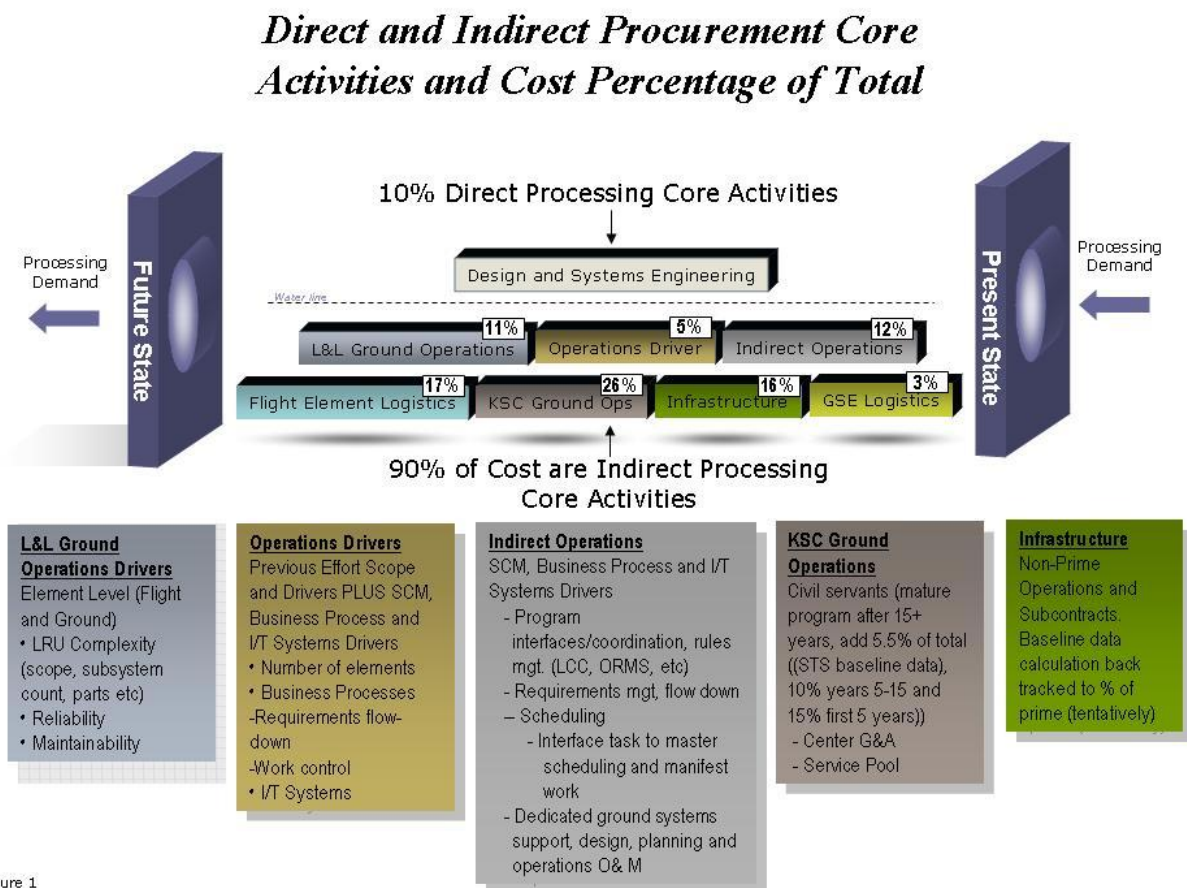 Direct and Indirect Procurement Core
Activities and Cost Percentage of Total
10% Direct Processing Core Activities
Processing
Demand
Future State
Design and Systems Engineering
Water line
Present State
Processing
Demand
11%
L&L Ground Operations
5%
Operations Driver
12%
Indirect Operations
17%
Flight Element Logistics
26%
KSC Ground Ops
16%
Infrastructure
3%
GSE Logistics
90% of Cost are Indirect Processing
Core Activities
L&L Ground
Operations Drivers
Element Level (Flight
and Ground)
• LRU Complexity
(scope, subsystem
count, parts etc)
• Reliability
• Maintainability
Operations Drivers
Previous Effort Scope
and Drivers PLUS SCM,
Business Process and
I/T Systems Drivers
• Number of elements
• Business Processes
-Requirements flow-
down
-Work control
• I/T Systems
Indirect Operations
SCM, Business Process and I/T
Systems Drivers
- Program
interfaces/coordination, rules
mgt. (LCC, ORMS, etc)
- Requirements mgt, flow down
– Scheduling
- Interface task to master
scheduling and manifest
work
- Dedicated ground systems
support, design, planning and
operations O& M
KSC Ground
Operations
Civil servants (mature
program after 15+
years, add 5.5% of total
((STS baseline data),
10% years 5-15 and
15% first 5 years))
- Center G&A
- Service Pool
Infrastructure
Non-Prime
Operations and
Subcontracts.
Baseline data
calculation back
tracked to % of
prime (tentatively)
ure 1